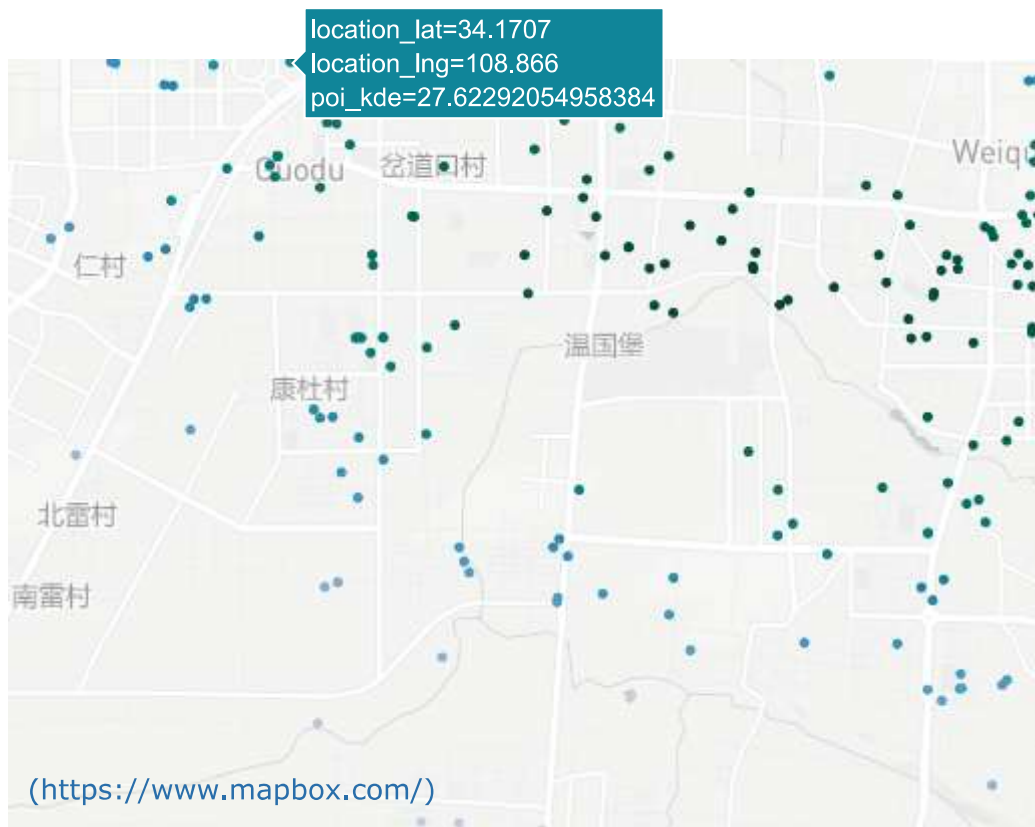 location_lat=34.1707
location_lng=108.866
poi_kde=27.62292054958384
Weiqu
Guodu
岔道口村
仁村
温国堡
康杜村
北雷村
南雷村
(https://www.mapbox.com/)